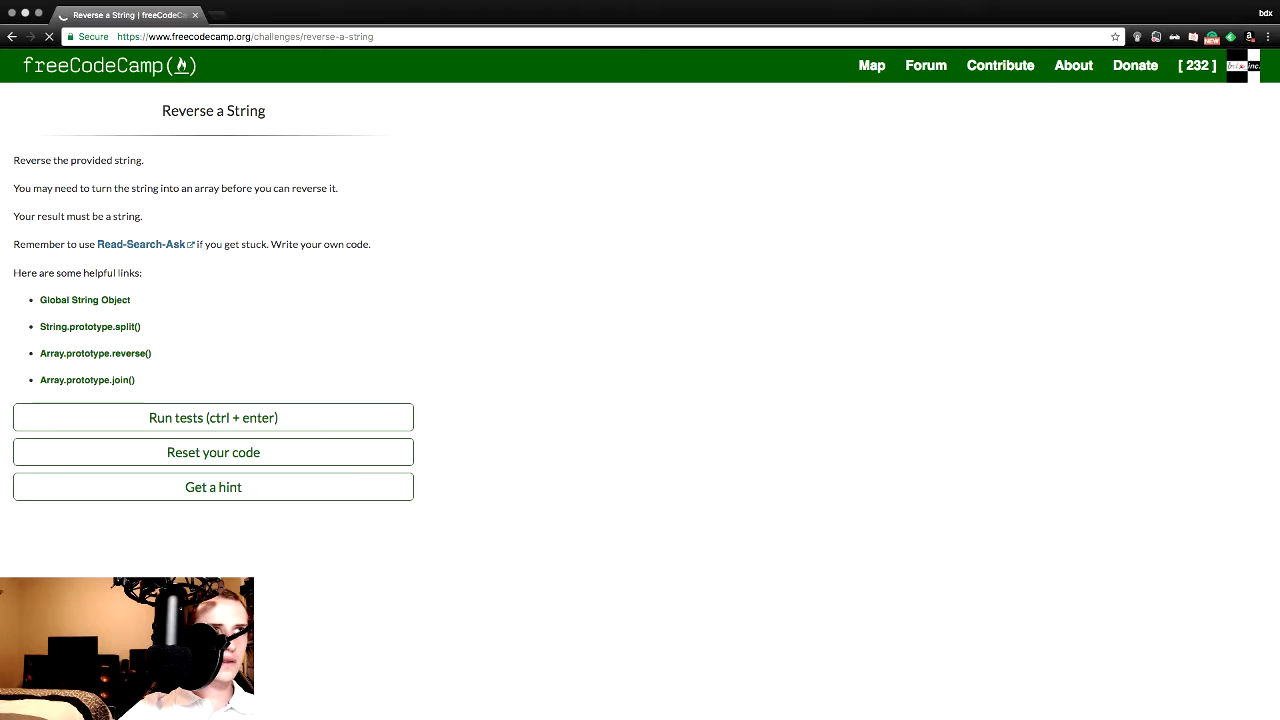 Reverse a String | freeCodeCa
bdx
Secure https://www.freecodecamp.org/challenges/reverse-a-string
NEW
freeCodeCamp
Map Forum Contribute About Donate [ 232 ]
inc.
Reverse a String
Reverse the provided string.
You may need to turn the string into an array before you can reverse it.
Your result must be a string.
Remember to use Read-Search-Ask if you get stuck. Write your own code.
Here are some helpful links:
Global String Object
String.prototype.split()
Array.prototype.reverse()
Array.prototype.join()
Run tests (ctrl + enter)
Reset your code
Get a hint